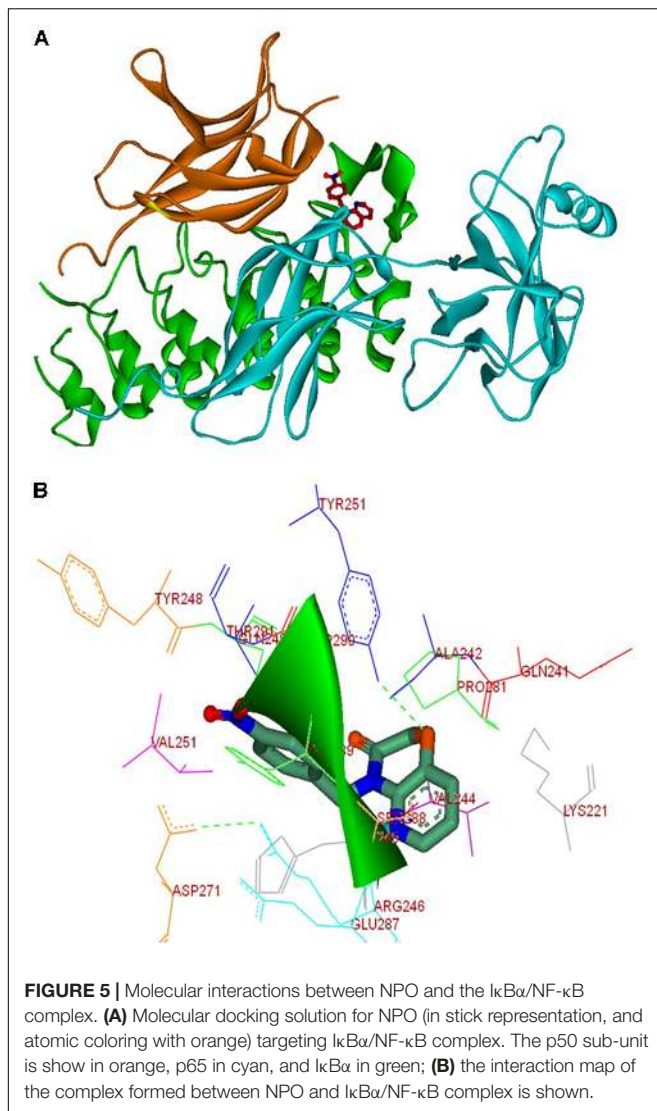 A
B
TYR251
TYR248
THR291
ALA242
GLN241
PRO281
VAL251
VAL244
LYS221
ASP271
ARG246
GLU287
FIGURE 5 | Molecular interactions between NPO and the IκBα/NF-κB
complex. (A) Molecular docking solution for NPO (in stick representation, and
atomic coloring with orange) targeting IκBα/NF-κB complex. The p50 sub-unit
is show in orange, p65 in cyan, and IκBα in green; (B) the interaction map of
the complex formed between NPO and IκBα/NF-κB complex is shown.